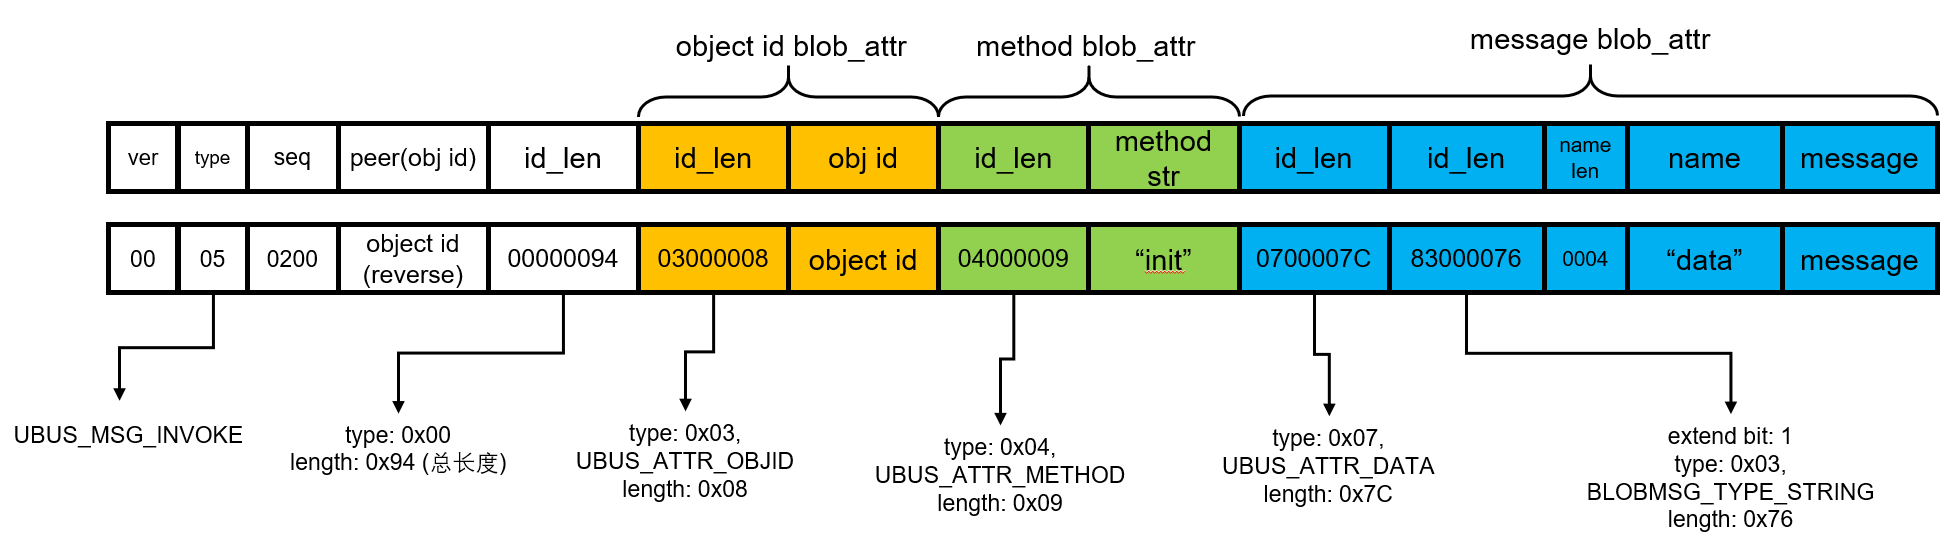 object id blob_attr
method blob_attr
message blob_attr
ver
type
seq
peer(obj id)
id_len
id_len
obj id
id_len
method
str
id_len
id_len
name
len
name
message
00
05
0200
object id
(reverse)
00000094
03000008
object id
04000009
“init”
0700007C
83000076
0004
“data”
message
UBUS_MSG_INVOKE
type: 0x00
length: 0x94 (总长度)
type: 0x03,
UBUS_ATTR_OBJID
length: 0x08
type: 0x04,
UBUS_ATTR_METHOD
length: 0x09
type: 0x07,
UBUS_ATTR_DATA
length: 0x7C
extend bit: 1
type: 0x03,
BLOBMSG_TYPE_STRING
length: 0x76